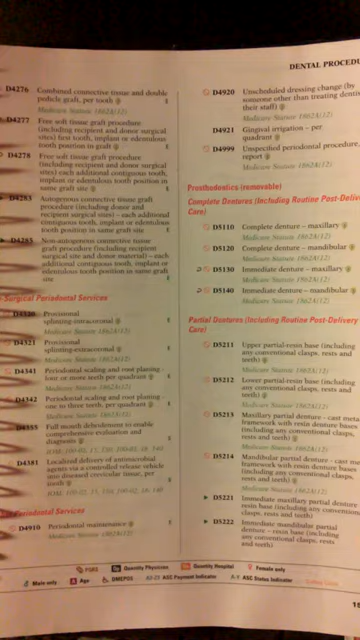 DENTAL PROCEDU
D4276 Combined connective tissue and double
pedicle graft, per tooth
Medicare Statute 1862A(12)
D4277 Free soft tissue graft procedure
(including recipient and donor surgical
sites) first tooth, implant or edentulous
tooth position in graft
D4278 Free soft tissue graft procedure
(including recipient and donor surgical
sites) each additional contiguous tooth,
implant or edentulous tooth position in
same graft site
D4283 Autogenous connective tissue graft
procedure (including donor and
recipient surgical sites) – each additional
contiguous tooth, implant or edentulous
tooth position in same graft site
D4285 Non-autogenous connective tissue
graft procedure (including recipient
surgical site and donor material) – each
additional contiguous tooth, implant or
edentulous tooth position in same graft
site
Surgical Periodontal Services
D4320 Provisional
splinting-intracoronal
Medicare Statute 1862A(12)
D4321 Provisional
splinting-extracoronal
Medicare Statute 1862A(12)
D4341 Periodontal scaling and root planing -
four or more teeth per quadrant
Medicare Statute 1862A(12)
D4342 Periodontal scaling and root planing -
one to three teeth, per quadrant
Medicare Statute 1862A(12)
D4355 Full mouth debridement to enable
comprehensive evaluation and
diagnosis
D4381 Localized delivery of antimicrobial
agents via a controlled release vehicle
into diseased crevicular tissue, per
tooth
Periodontal Services
D4910 Periodontal maintenance
Medicare Statute 1862A(12)
D4920 Unscheduled dressing change (by
someone other than treating dentis
their staff)
Medicare Statute 1862A(12)
D4921 Gingival irrigation – per
quadrant
D4999 Unspecified periodontal procedure,
report
Medicare Statute 1862A(12)
Prosthodontics (removable)
Complete Dentures (Including Routine Post-Deliv
Care)
D5110 Complete denture – maxillary
Medicare Statute 1862A(12)
D5120 Complete denture – mandibular
Medicare Statute 1862A(12)
D5130 Immediate denture – maxillary
Medicare Statute 1862A(12)
D5140 Immediate denture – mandibular
Medicare Statute 1862A(12)
Partial Dentures (Including Routine Post-Delivery
Care)
D5211 Upper partial-resin base (including
any conventional clasps, rests and
teeth)
Medicare Statute 1862A(12)
D5212 Lower partial-resin base (including
any conventional clasps, rests and
teeth)
Medicare Statute 1862A(12)
D5213 Maxillary partial denture – cast meta
framework with resin denture bases
(including any conventional clasps,
rests and teeth)
Medicare Statute 1862A(12)
D5214 Mandibular partial denture – cast me
framework with resin denture bases
(including any conventional clasps,
rests and teeth)
Medicare Statute 1862A(12)
D5221 Immediate maxillary partial denture
resin base (including any convention
clasps, rests and teeth)
D5222 Immediate mandibular partial
denture – resin base (including
any conventional clasps, rests
and teeth)
Quantity Physician Quantity Hospital Female only
Male only A Age DMEPOS A2-Z3 ASC Payment Indicator A-Y ASC Status Indicator